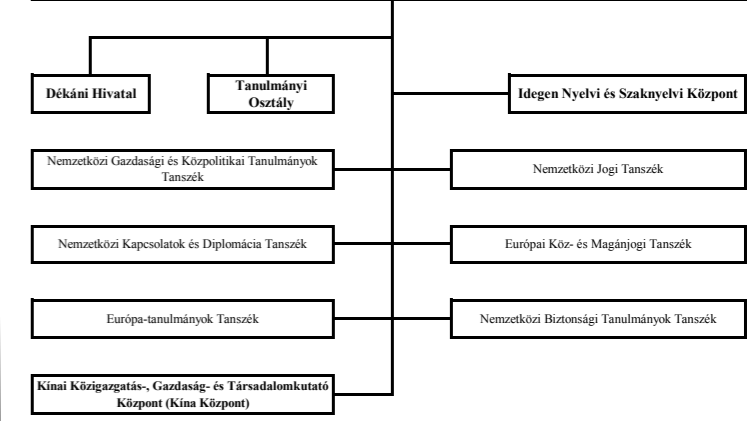 Dékáni Hivatal
Tanulmányi
Osztály
Idegen Nyelvi és Szaknyelvi Központ
Nemzetközi Gazdasági és Közpolitikai Tanulmányok
Tanszék
Nemzetközi Jogi Tanszék
Nemzetközi Kapcsolatok és Diplomácia Tanszék
Európai Köz- és Magánjogi Tanszék
Európa-tanulmányok Tanszék
Nemzetközi Biztonsági Tanulmányok Tanszék
Kínai Közigazgatás-, Gazdaság- és Társadalomkutató
Központ (Kína Központ)